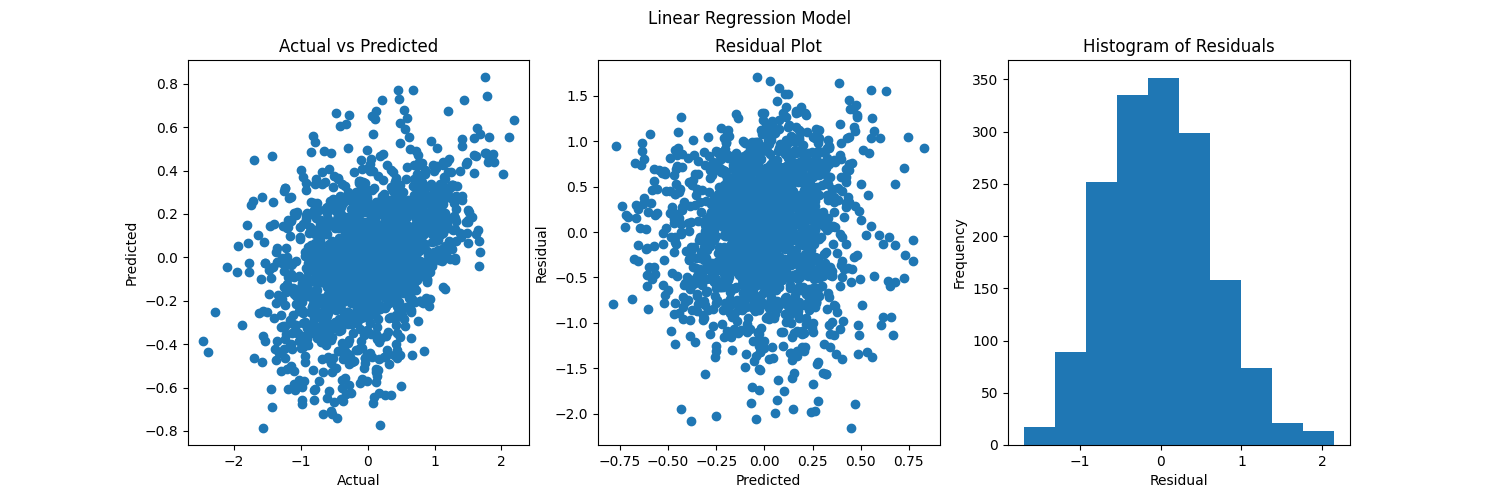 Linear Regression Model
Actual vs Predicted
Predicted
0.8
0.6
0.4
0.2
0.0
−0.2
−0.4
−0.6
−0.8
−2 −1 0 1 2
Actual
Residual Plot
Residual
1.5
1.0
0.5
0.0
−0.5
−1.0
−1.5
−2.0
−0.75 −0.50 −0.25 0.00 0.25 0.50 0.75
Predicted
Histogram of Residuals
Frequency
350
300
250
200
150
100
50
0
−1 0 1 2
Residual